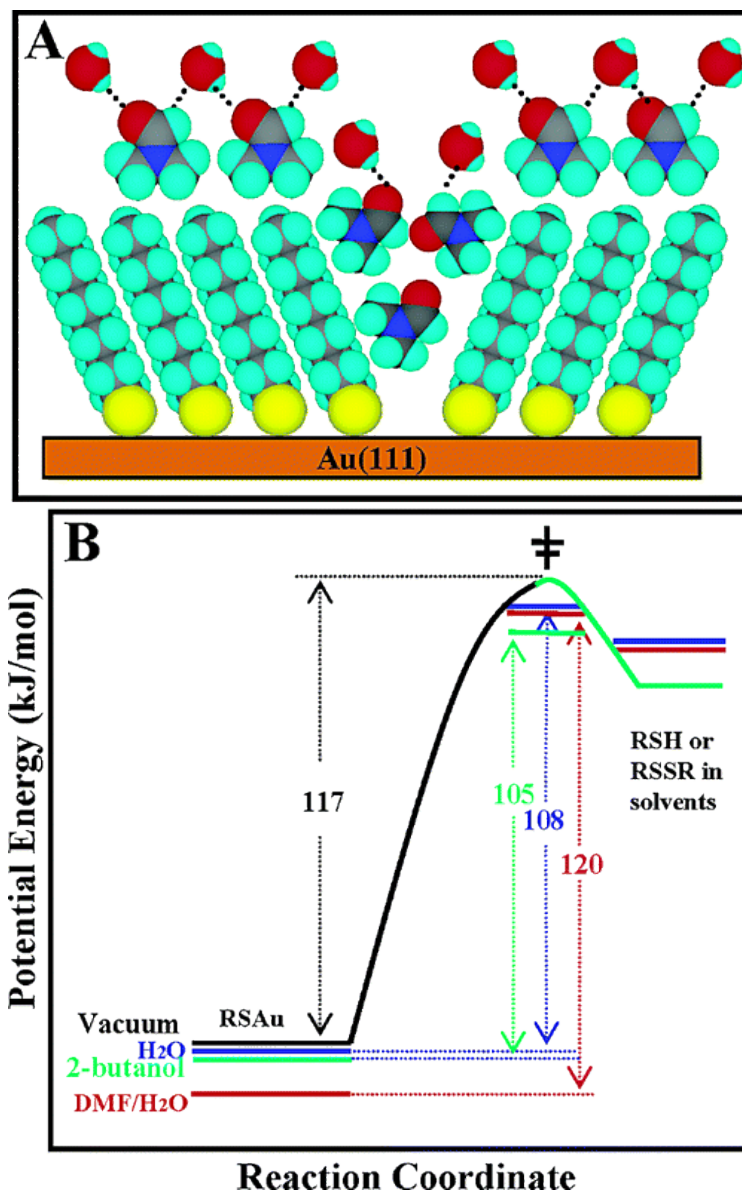 A
Au(111)
B
Potential Energy (kJ/mol)
‡
117
105
108
120
RSH or
RSSR in
solvents
Vacuum
RSAu
H2O
2-butanol
DMF/H2O
Reaction Coordinate